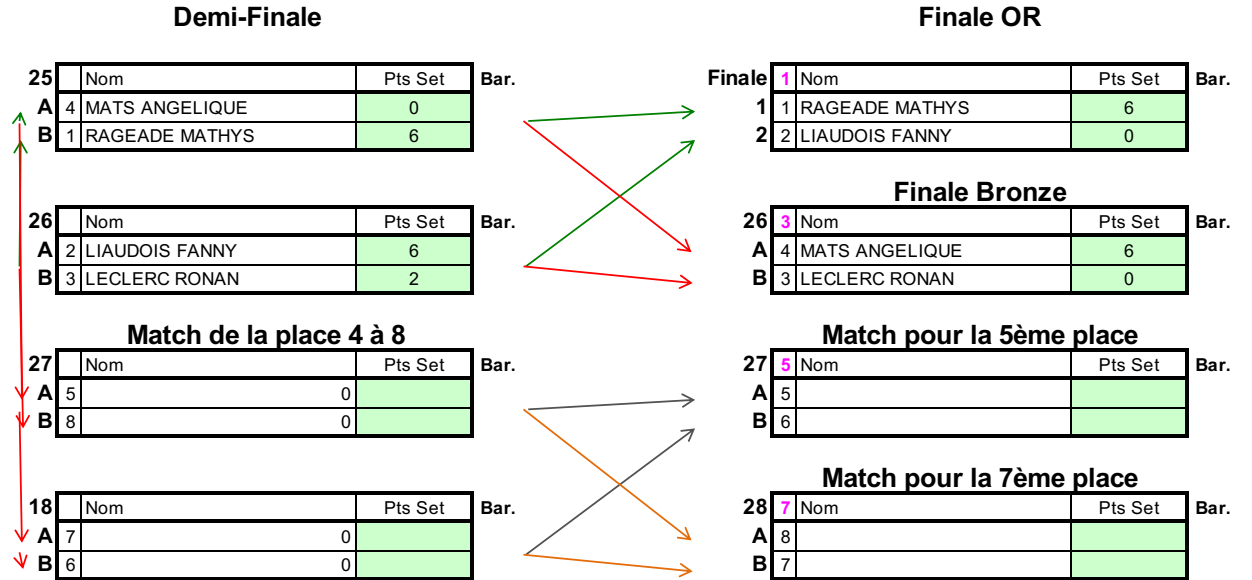 Demi-Finale Finale OR
25 Nom Pts Set Bar. Finale 1 Nom Pts Set Bar.
A 4 MATS ANGELIQUE 0 1 1 RAGEADE MATHYS 6
B 1 RAGEADE MATHYS 6 2 2 LIAUDOIS FANNY 0
Finale Bronze
26 Nom Pts Set Bar. 26 3 Nom Pts Set Bar.
A 2 LIAUDOIS FANNY 6 A 4 MATS ANGELIQUE 6
B 3 LECLERC RONAN 2 B 3 LECLERC RONAN 0
Match de la place 4 à 8 Match pour la 5ème place
27 Nom Pts Set Bar. 27 5 Nom Pts Set Bar.
A 5 0 A 5
B 8 0 B 6
Match pour la 7ème place
18 Nom Pts Set Bar. 28 7 Nom Pts Set Bar.
A 7 0 A 8
B 6 0 B 7